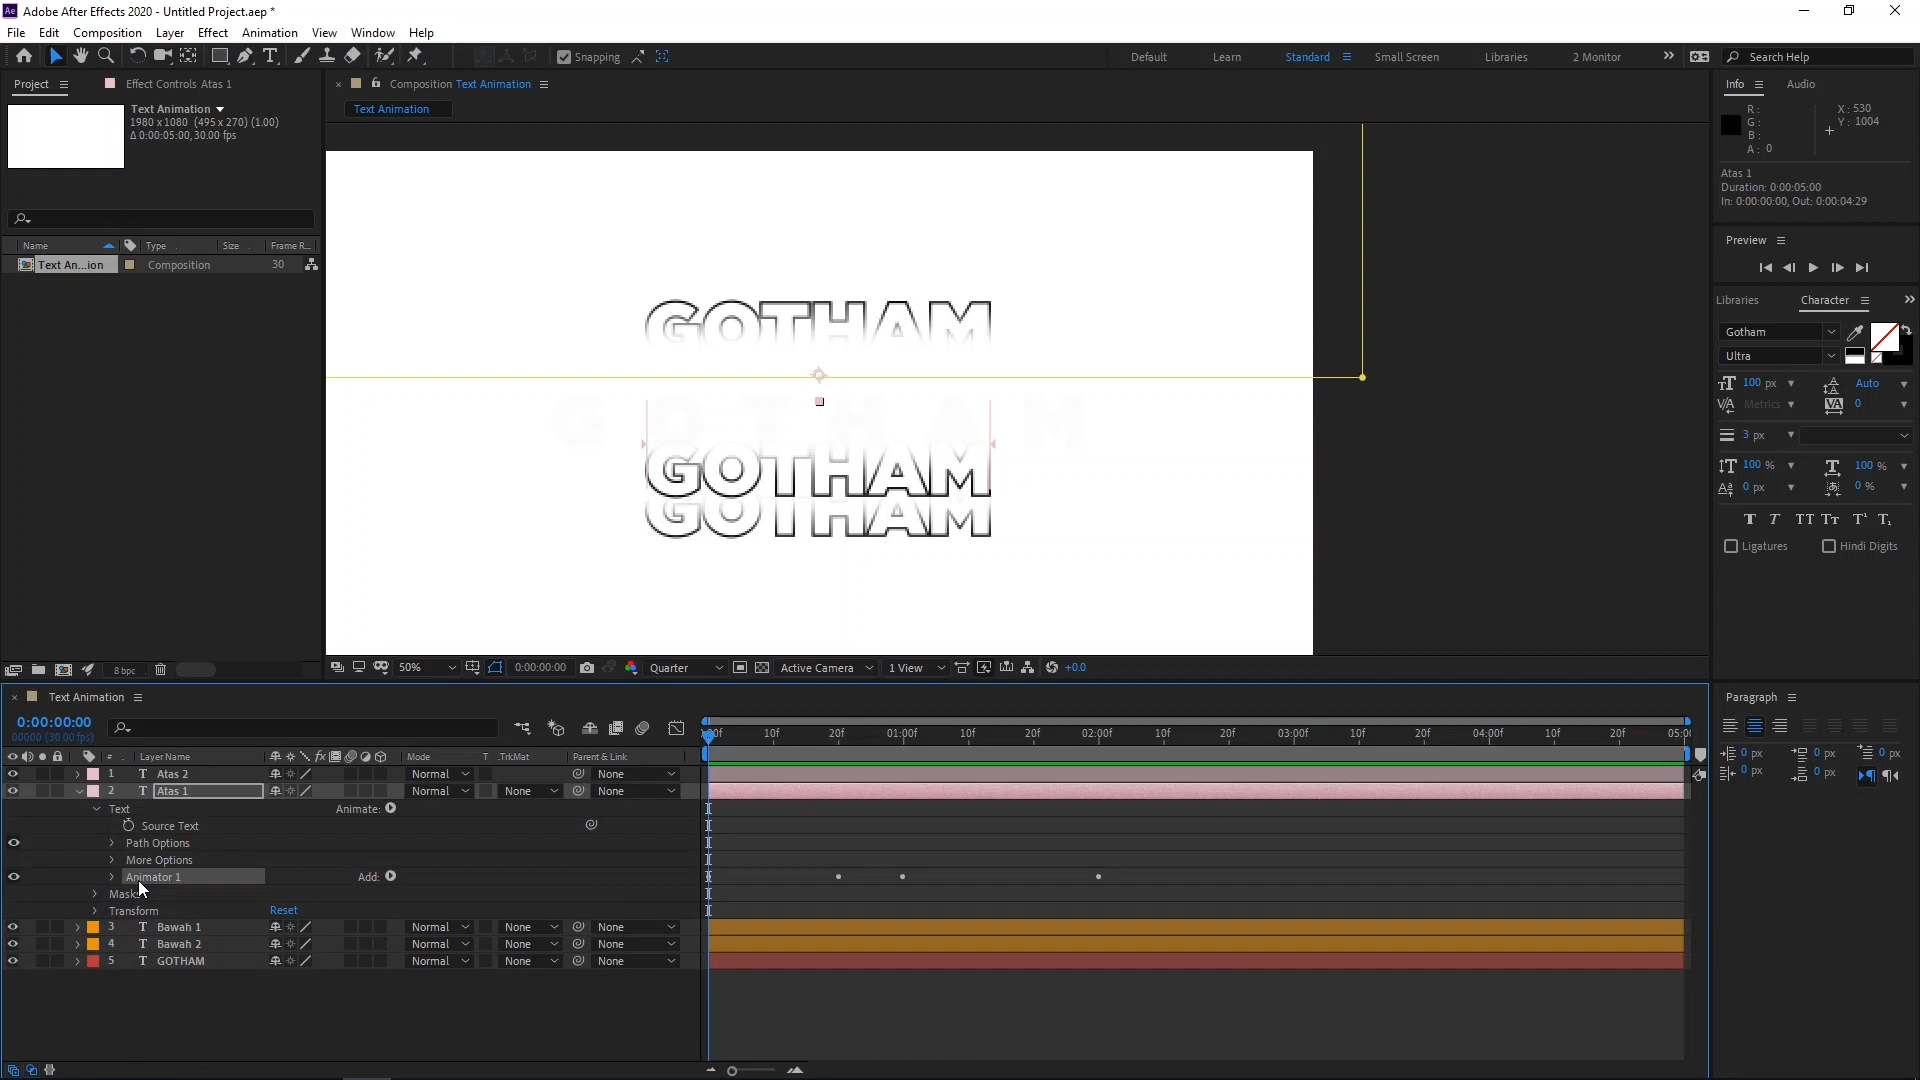 Adobe After Effects 2020 - Untitled Project.aep *
File Edit Composition Layer Effect Animation View Window Help
Snapping
Default Learn Standard Small Screen Libraries 2 Monitor
Search Help
Project Effect Controls Atas 1
Text Animation
1980 x 1080 (495 x 270) (1.00)
Δ 0:00:05:00, 30.00 fps
Name Type Size Frame R...
Text An...ion Composition 30
8 bpc
Composition Text Animation
Text Animation
GOTHAM
GOTHAM
GOTHAM
GOTHAM
50% 0:00:00:00 Quarter Active Camera 1 View +0.0
Info Audio
R: X: 530
G: Y: 1004
B:
A: 0
Atas 1
Duration: 0:00:05:00
In: 0:00:00:00, Out: 0:00:04:29
Preview
Libraries Character
Gotham
Ultra
100 px Auto
Metrics 0
3 px
100 % 100 %
0 px 0 %
T T TT Tt T¹ T₁
Ligatures Hindi Digits
Paragraph
0 px 0 px 0 px
0 px 0 px
Text Animation
0:00:00:00
00000 (30.00 fps)
# Layer Name fx Mode T .TrkMat Parent & Link
1 T Atas 2 Normal None
2 T Atas 1 Normal None None
Text Animate:
Source Text
Path Options
More Options
Animator 1 Add:
Masks
Transform Reset
3 T Bawah 1 Normal None None
4 T Bawah 2 Normal None None
5 T GOTHAM Normal None None
:00f 10f 20f 01:00f 10f 20f 02:00f 10f 20f 03:00f 10f 20f 04:00f 10f 20f 05:0